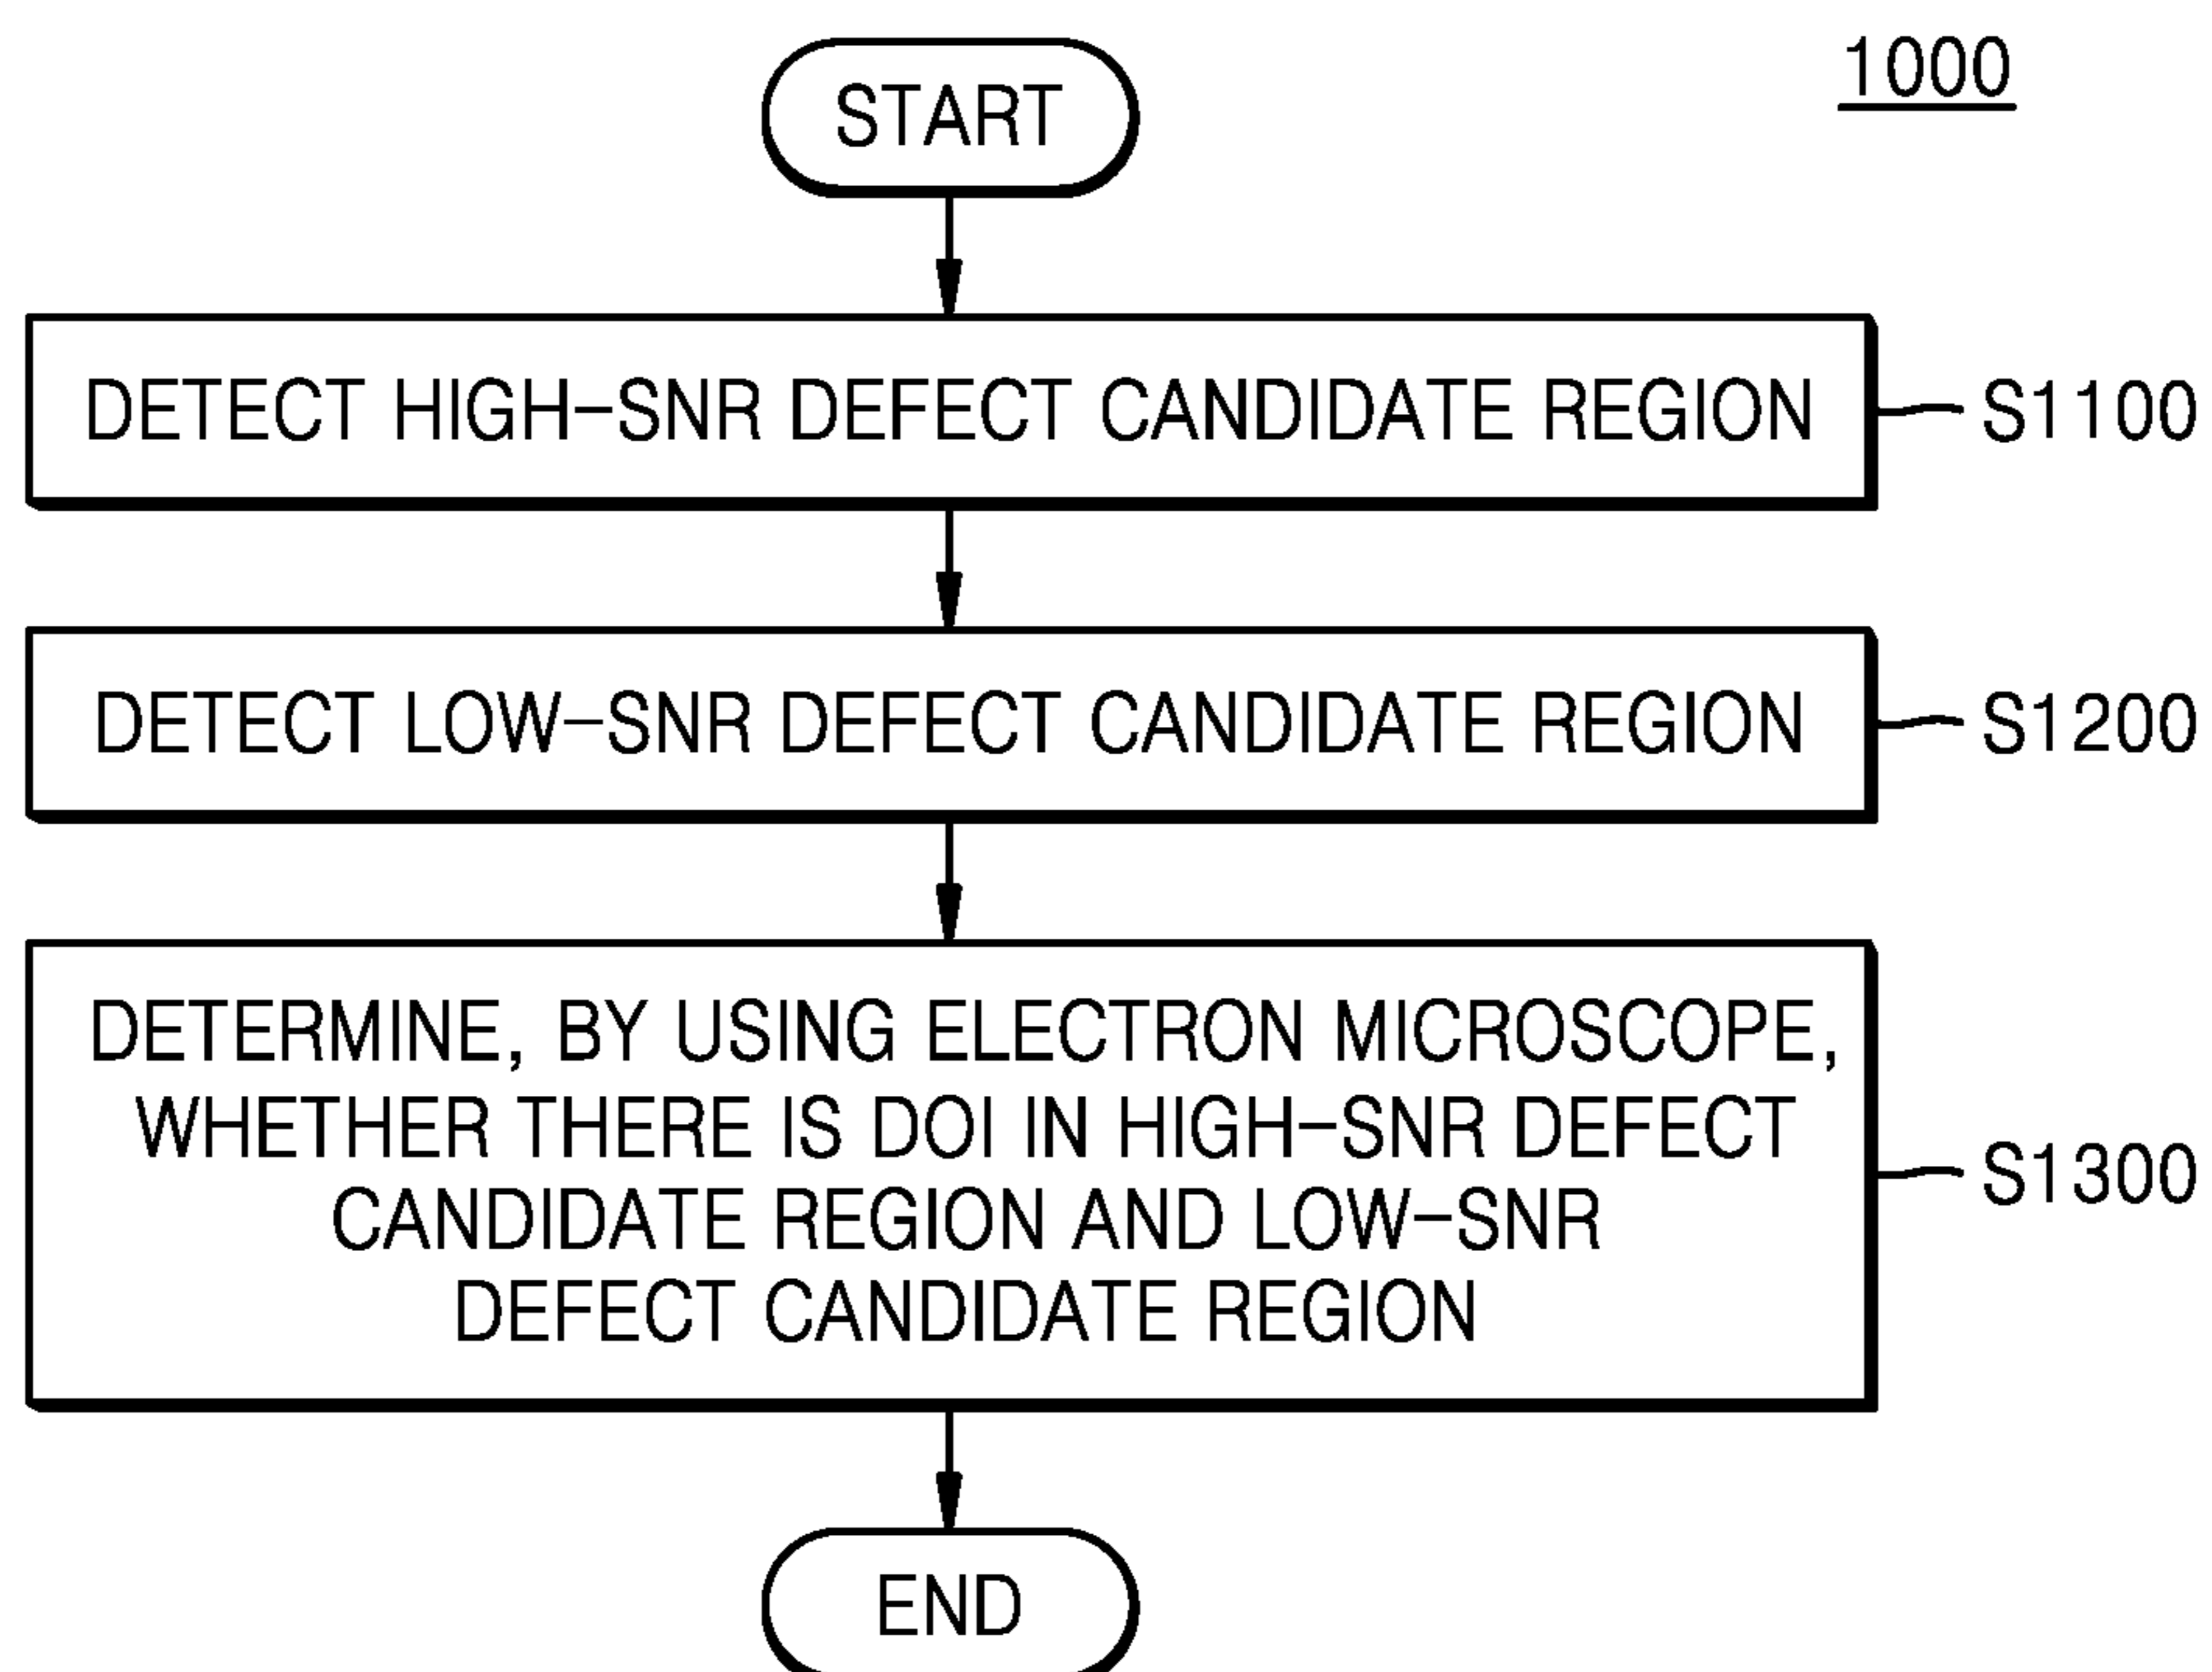 1000
START
DETECT HIGH-SNR DEFECT CANDIDATE REGION
S1100
DETECT LOW-SNR DEFECT CANDIDATE REGION
S1200
DETERMINE, BY USING ELECTRON MICROSCOPE,
WHETHER THERE IS DOI IN HIGH-SNR DEFECT
CANDIDATE REGION AND LOW-SNR
DEFECT CANDIDATE REGION
S1300
END